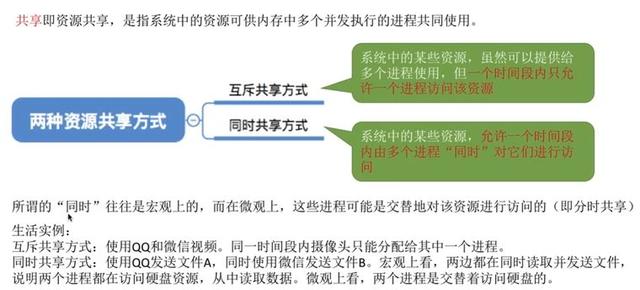 共享即资源共享，是指系统中的资源可供内存中多个并发执行的进程共同使用。
系统中的某些资源，虽然可以提供给
多个进程使用，但一个时间段内只允
许一个进程访问该资源
互斥共享方式
两种资源共享方式
同时共享方式
系统中的某些资源，允许一个时间段
内由多个进程“同时”对它们进行访
问
所谓的“同时”往往是宏观上的，而在微观上，这些进程可能是交替地对该资源进行访问的（即分时共享）
生活实例：
互斥共享方式：使用QQ和微信视频。同一时间段内摄像头只能分配给其中一个进程。
同时共享方式：使用QQ发送文件A，同时使用微信发送文件B。宏观上看，两边都在同时读取并发送文件，
说明两个进程都在访问硬盘资源，从中读取数据。微观上看，两个进程是交替着访问硬盘的。